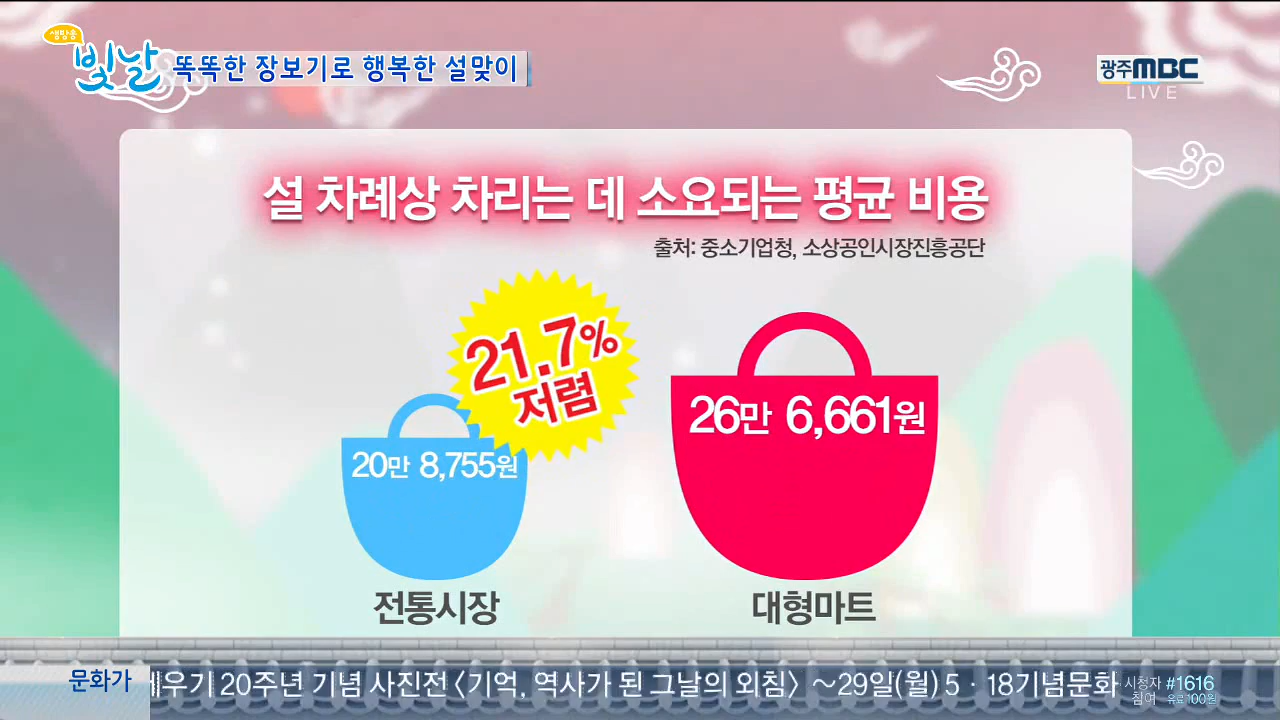 생방송
빛날
똑똑한 장보기로 행복한 설맞이
광주MBC
LIVE
설 차례상 차리는 데 소요되는 평균 비용
출처: 중소기업청, 소상공인시장진흥공단
21.7%
저렴
20만 8,755원
26만 6,661원
전통시장
대형마트
문화가
우기 20주년 기념 사진전 <기억, 역사가 된 그날의 외침> ~29일(월) 5·18기념문화
시청자 #1616
참여 유료100원